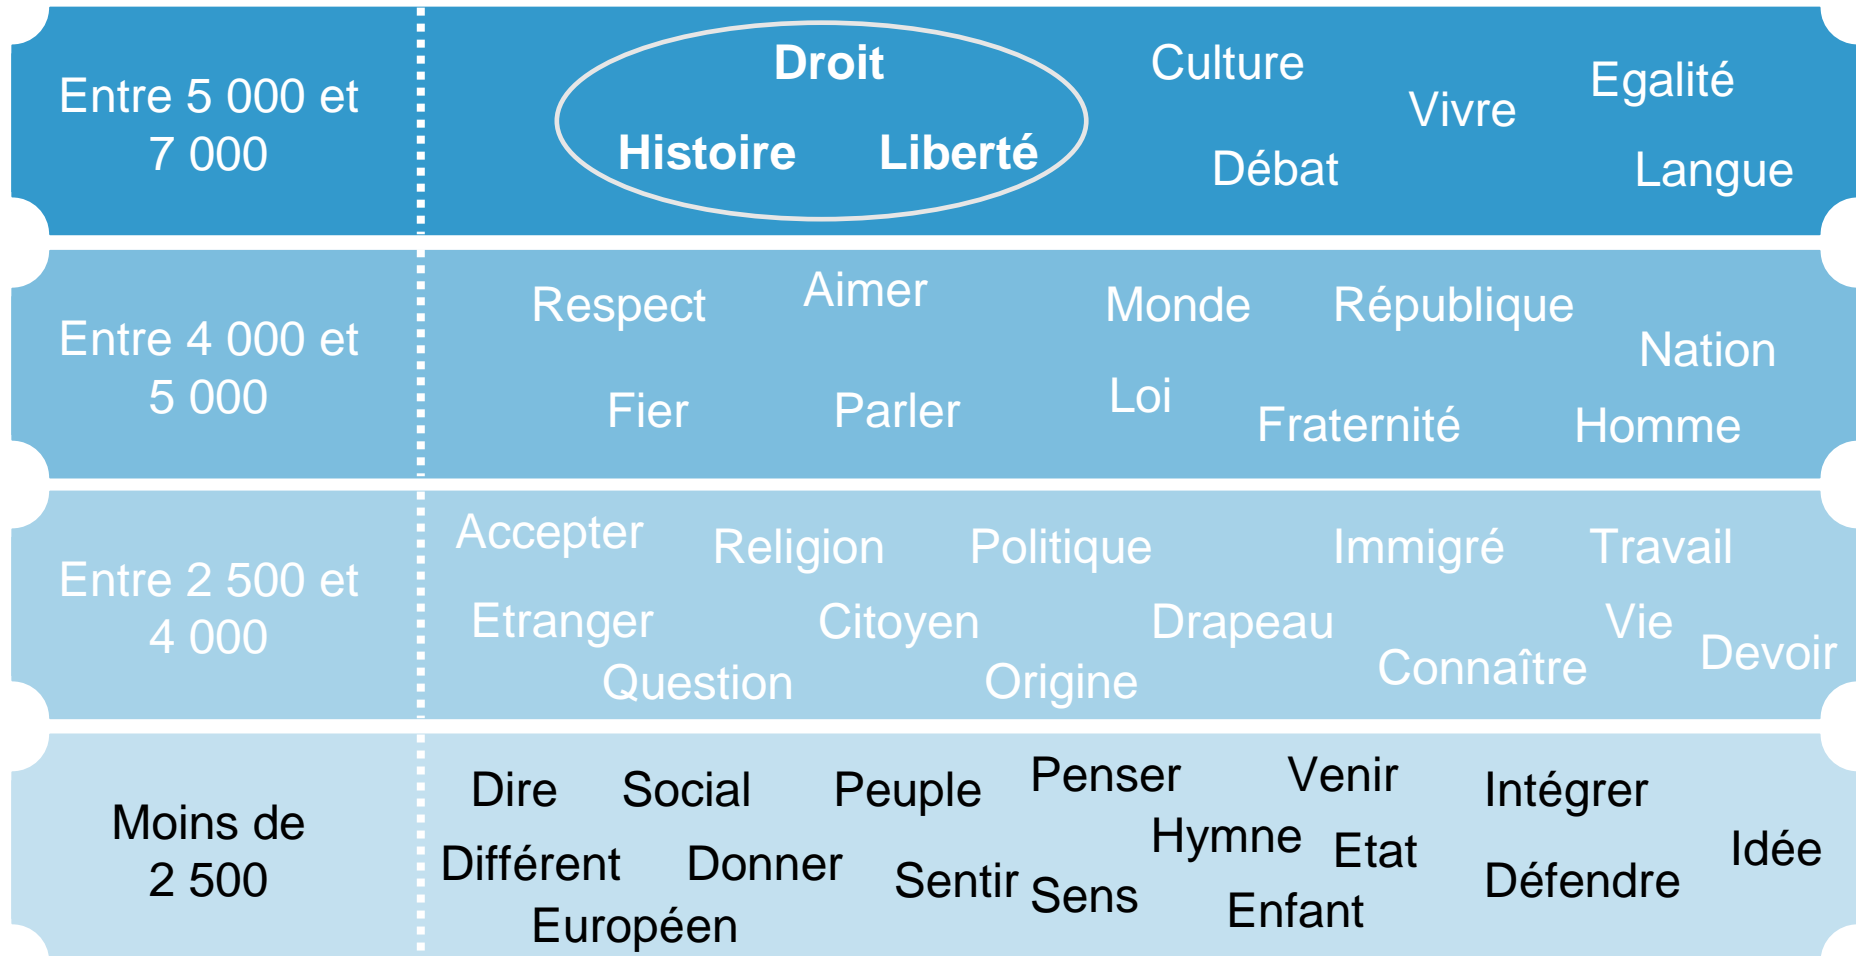 Entre 5 000 et
7 000
Droit
Histoire Liberté
Culture
Vivre
Egalité
Débat
Langue
Entre 4 000 et
5 000
Respect
Aimer
Monde
République
Nation
Fier
Parler
Loi
Fraternité
Homme
Entre 2 500 et
4 000
Accepter
Religion
Politique
Immigré
Travail
Etranger
Citoyen
Drapeau
Vie
Devoir
Question
Origine
Connaître
Moins de
2 500
Dire
Social
Peuple
Penser
Venir
Intégrer
Hymne
Etat
Idée
Différent
Donner
Sentir
Sens
Défendre
Européen
Enfant